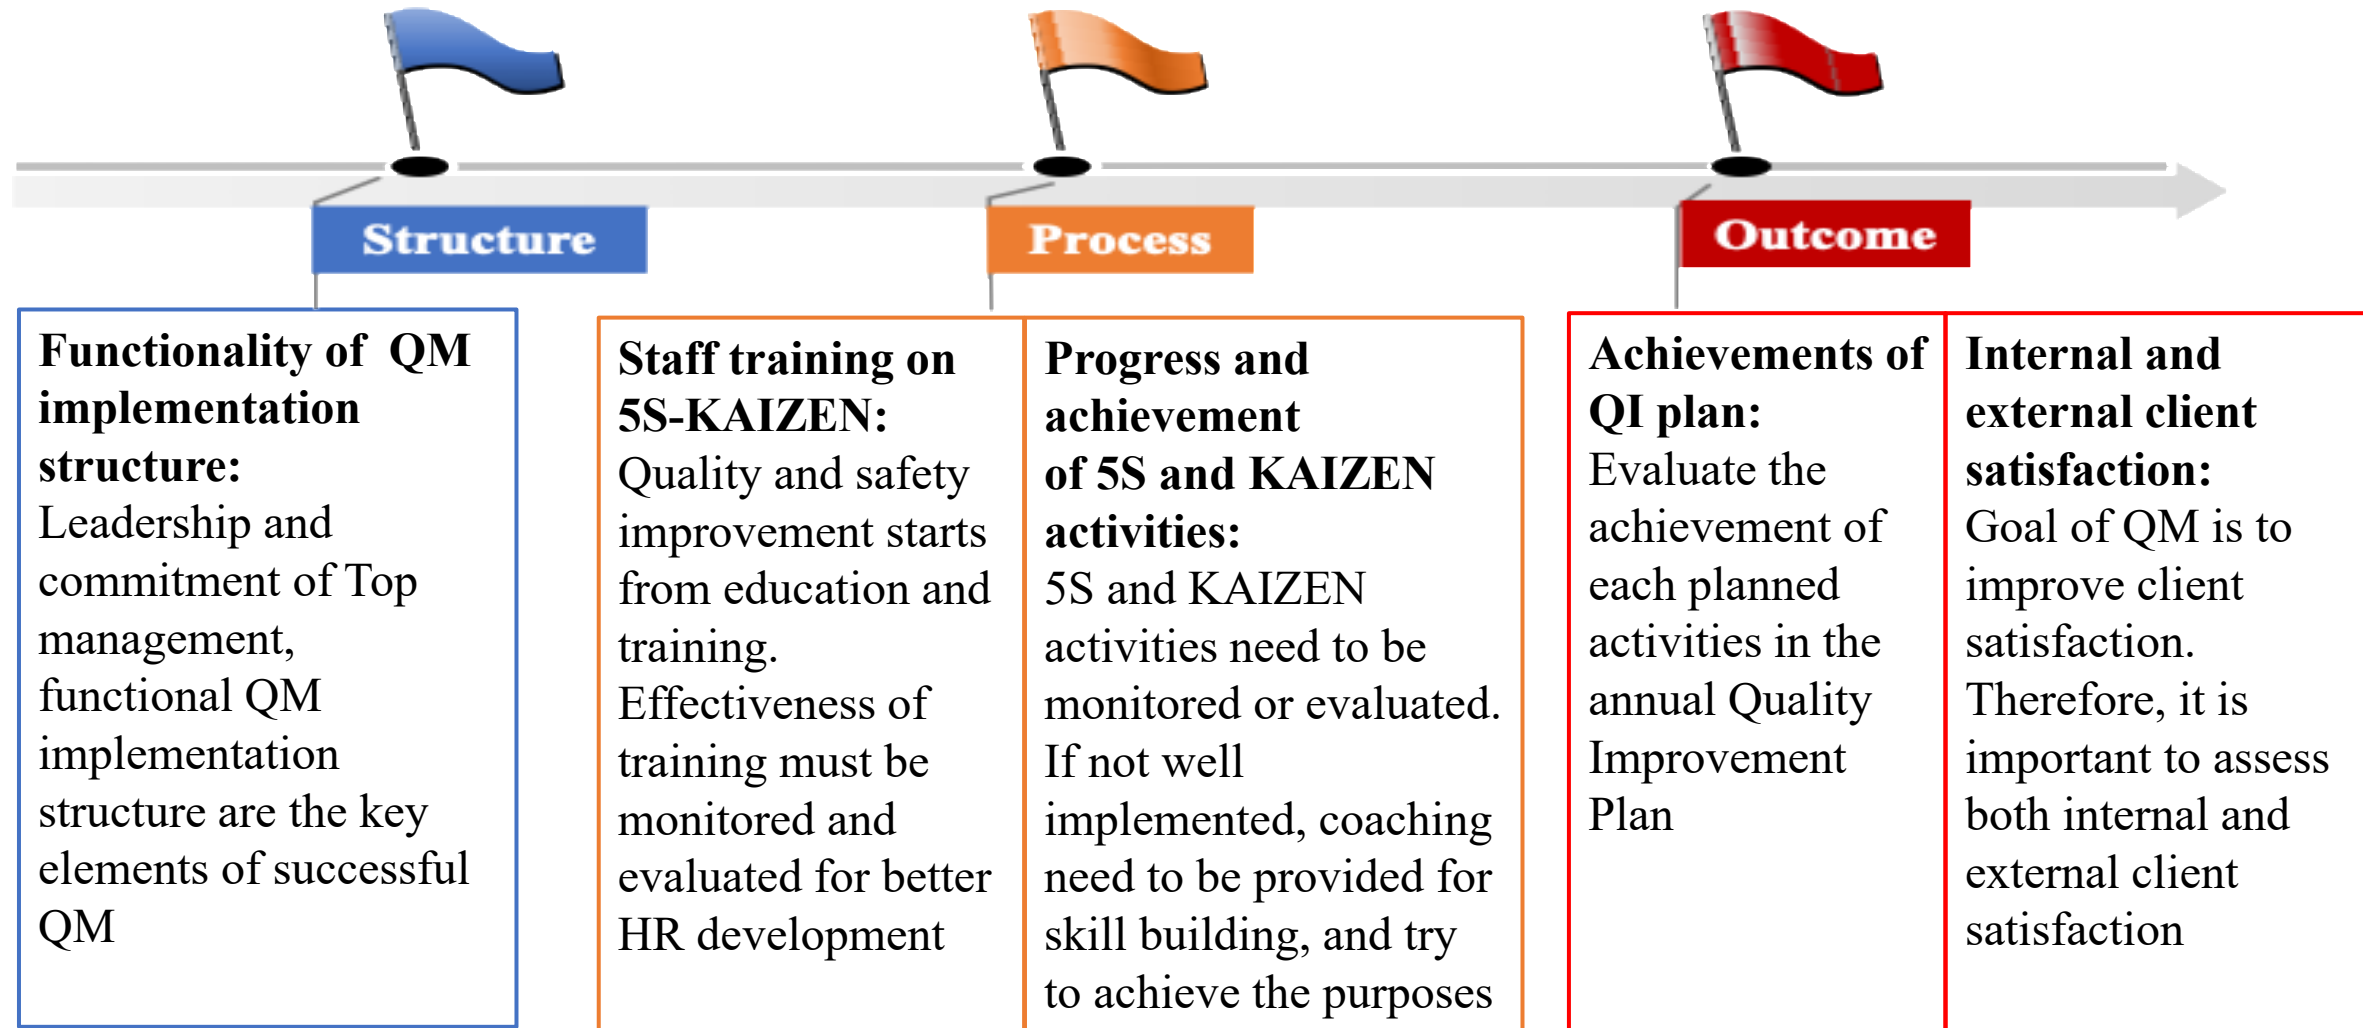 Structure
Process
Outcome
Functionality of QM
implementation
structure:
Leadership and
commitment of Top
management,
functional QM
implementation
structure are the key
elements of successful
QM
Staff training on
5S-KAIZEN:
Quality and safety
improvement starts
from education and
training.
Effectiveness of
training must be
monitored and
evaluated for better
HR development
Progress and
achievement
of 5S and KAIZEN
activities:
5S and KAIZEN
activities need to be
monitored or evaluated.
If not well
implemented, coaching
need to be provided for
skill building, and try
to achieve the purposes
Achievements of
QI plan:
Evaluate the
achievement of
each planned
activities in the
annual Quality
Improvement
Plan
Internal and
external client
satisfaction:
Goal of QM is to
improve client
satisfaction.
Therefore, it is
important to assess
both internal and
external client
satisfaction